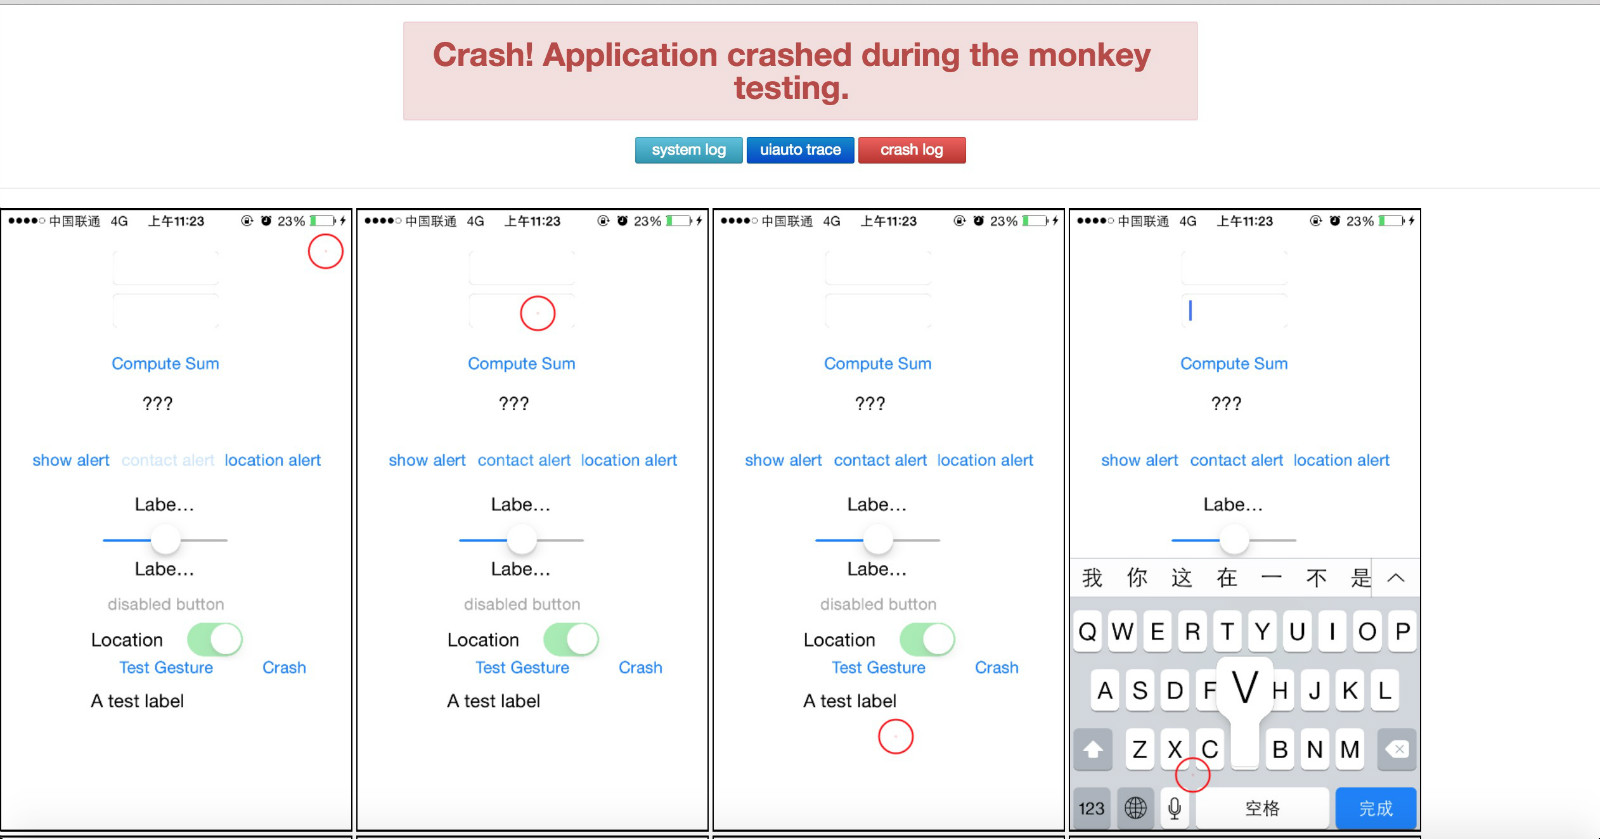 Crash! Application crashed during the monkey
testing.
system log uiauto trace crash log
中国联通 4G 上午11:23 23%
Compute Sum
???
show alert contact alert location alert
Labe...
Labe...
disabled button
Location
Test Gesture Crash
A test label
中国联通 4G 上午11:23 23%
Compute Sum
???
show alert contact alert location alert
Labe...
Labe...
disabled button
Location
Test Gesture Crash
A test label
中国联通 4G 上午11:23 23%
Compute Sum
???
show alert contact alert location alert
Labe...
Labe...
disabled button
Location
Test Gesture Crash
A test label
中国联通 4G 上午11:23 23%
Compute Sum
???
show alert contact alert location alert
Labe...
我 你 这 在 一 不 是
Q W E R T Y U I O P
A S D F V H J K L
Z X C B N M
123 空格 完成